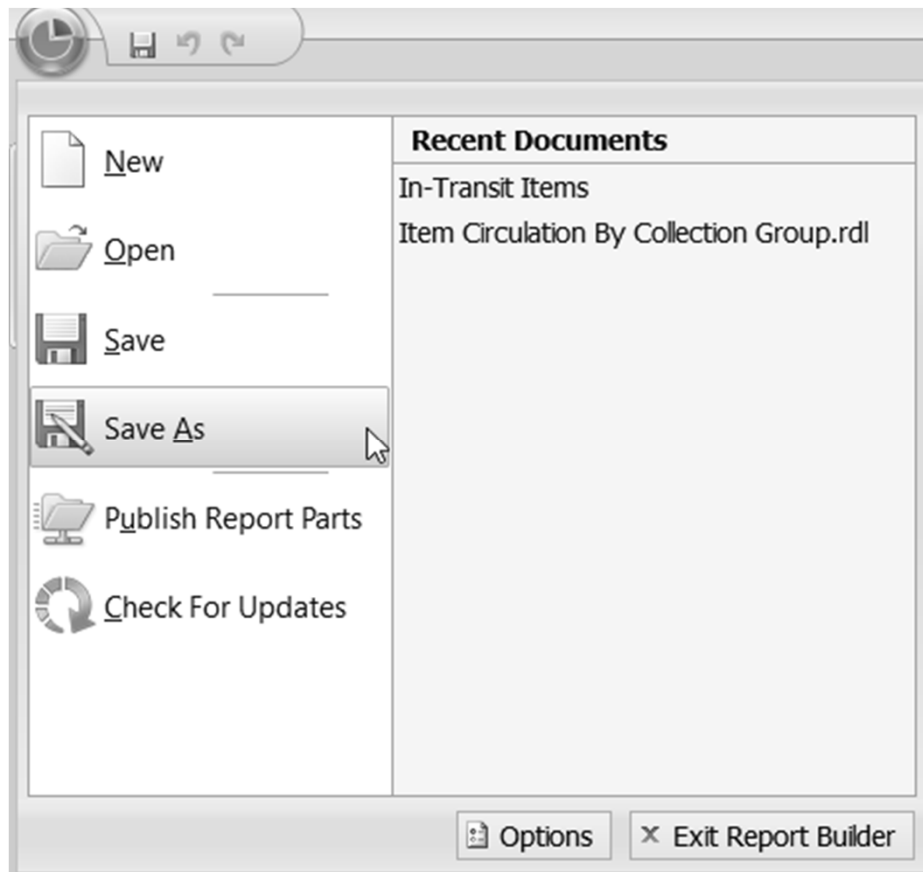 New
Open
Save
Save As
Publish Report Parts
Check For Updates
Recent Documents
In-Transit Items
Item Circulation By Collection Group.rdl
Options
Exit Report Builder